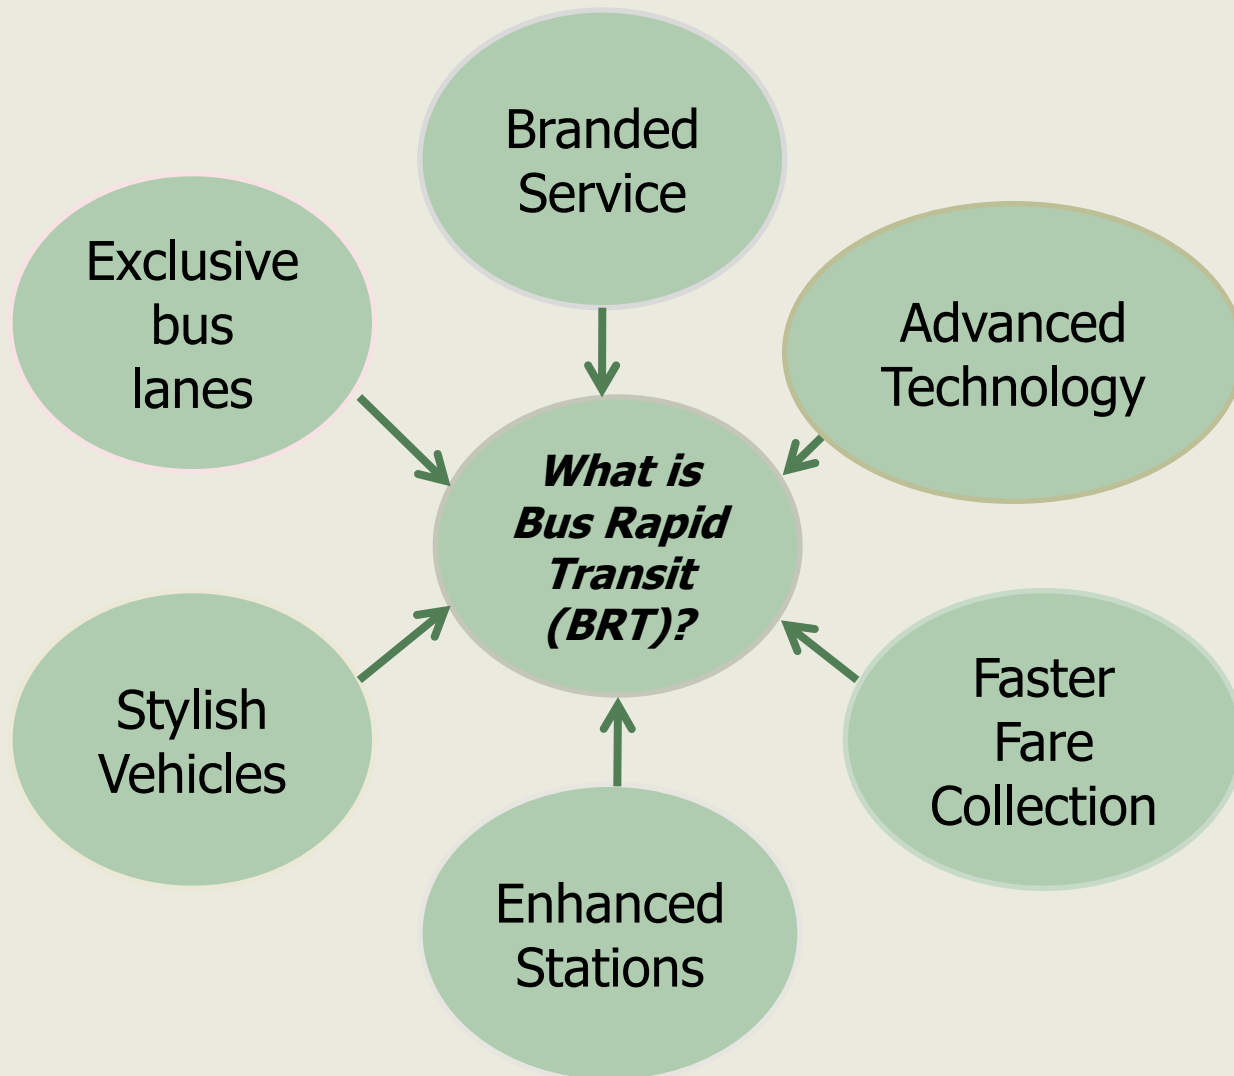 Branded
Service
Exclusive
bus
lanes
Advanced
Technology
What is
Bus Rapid
Transit
(BRT)?
Stylish
Vehicles
Faster
Fare
Collection
Enhanced
Stations